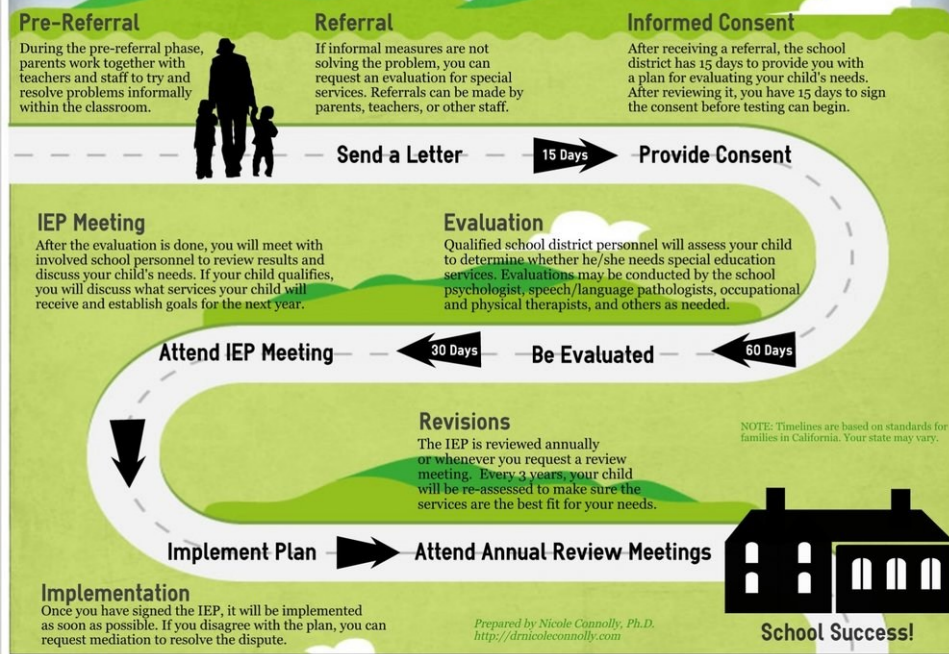 Pre-Referral
During the pre-referral phase,
parents work together with
teachers and staff to try and
resolve problems informally
within the classroom.
Referral
If informal measures are not
solving the problem, you can
request an evaluation for special
services. Referrals can be made by
parents, teachers, or other staff.
Informed Consent
After receiving a referral, the school
district has 15 days to provide you with
a plan for evaluating your child's needs.
After reviewing it, you have 15 days to sign
the consent before testing can begin.
Send a Letter
15 Days
Provide Consent
IEP Meeting
After the evaluation is done, you will meet with
involved school personnel to review results and
discuss your child's needs. If your child qualifies,
you will discuss what services your child will
receive and establish goals for the next year.
Evaluation
Qualified school district personnel will assess your child
to determine whether he/she needs special education
services. Evaluations may be conducted by the school
psychologist, speech/language pathologists, occupational
and physical therapists, and others as needed.
Attend IEP Meeting
30 Days
Be Evaluated
60 Days
Revisions
The IEP is reviewed annually
or whenever you request a review
meeting. Every 3 years, your child
will be re-assessed to make sure the
services are the best fit for your needs.
NOTE: Timelines are based on standards for
families in California. Your state may vary.
Implement Plan
Attend Annual Review Meetings
Implementation
Once you have signed the IEP, it will be implemented
as soon as possible. If you disagree with the plan, you can
request mediation to resolve the dispute.
Prepared by Nicole Connolly, Ph.D.
http://drnicoleconnolly.com
School Success!